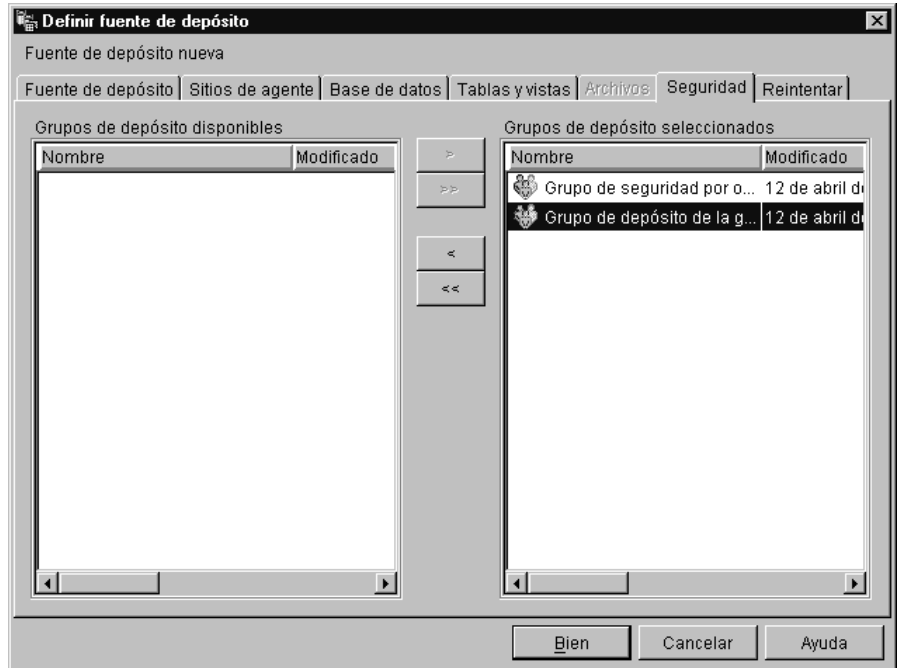 Definir fuente de depósito
Fuente de depósito nueva
Fuente de depósito Sitios de agente Base de datos Tablas y vistas Archivos Seguridad Reintentar
Grupos de depósito disponibles
Nombre Modificado
>
>>
<
<<
Grupos de depósito seleccionados
Nombre Modificado
Grupo de seguridad por o... 12 de abril de
Grupo de depósito de la g... 12 de abril de
Bien Cancelar Ayuda